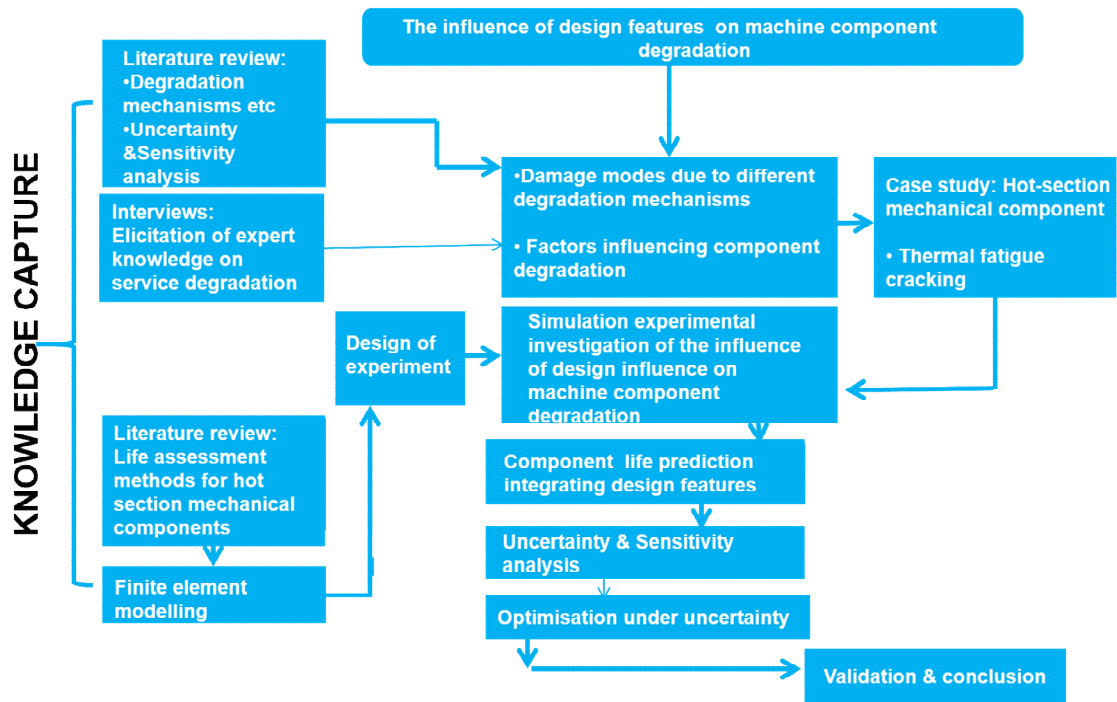 The influence of design features on machine component
degradation
KNOWLEDGE CAPTURE
Literature review:
•Degradation
mechanisms etc
•Uncertainty
&Sensitivity
analysis
Interviews:
Elicitation of expert
knowledge on
service degradation
•Damage modes due to different
degradation mechanisms
• Factors influencing component
degradation
Case study: Hot-section
mechanical component
• Thermal fatigue
cracking
Design of
experiment
Simulation experimental
investigation of the influence
of design influence on
machine component
degradation
Literature review:
Life assessment
methods for hot
section mechanical
components
Finite element
modelling
Component life prediction
integrating design features
Uncertainty & Sensitivity
analysis
Optimisation under uncertainty
Validation & conclusion